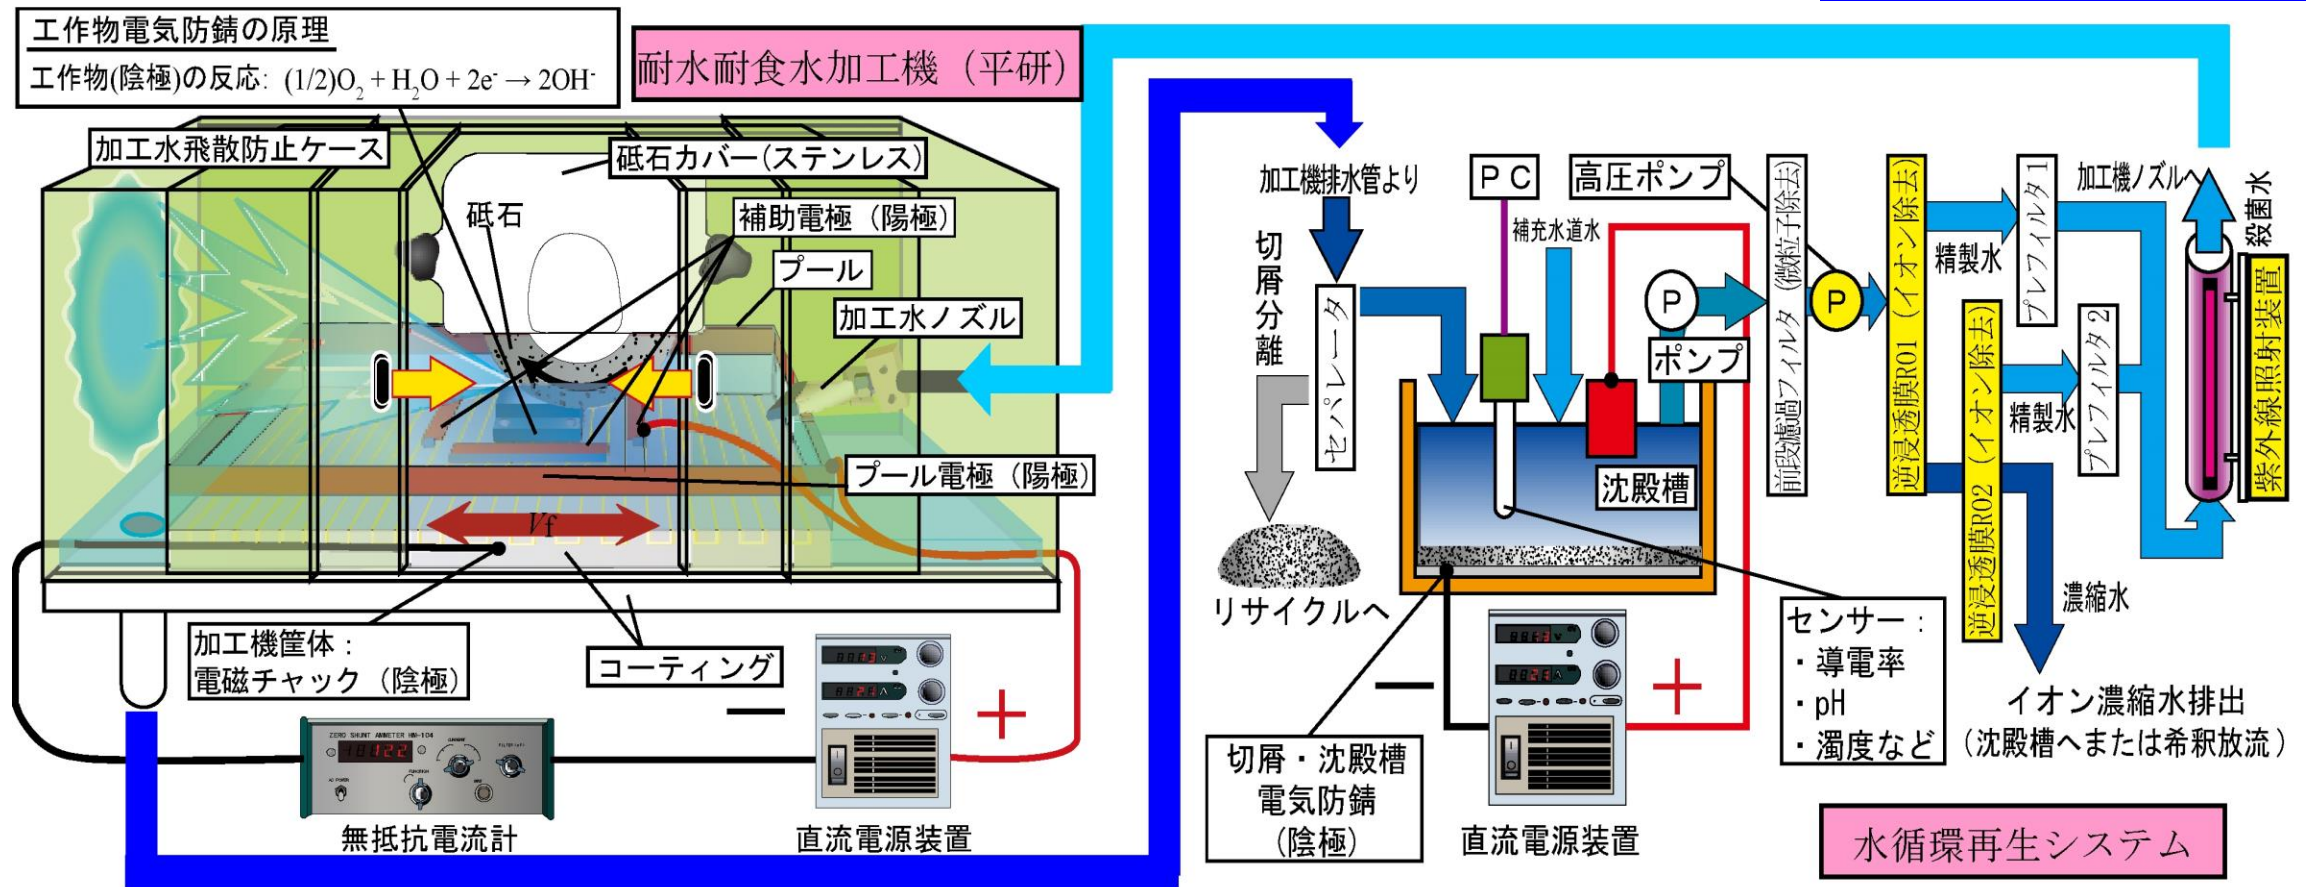 工作物電気防錆の原理
工作物(陰極)の反応: (1/2)O₂ + H₂O + 2e⁻ → 2OH⁻
耐水耐食水加工機（平研）
加工水飛散防止ケース
砥石カバー(ステンレス)
砥石
補助電極（陽極）
プール
加工水ノズル
プール電極（陽極）
Vf
加工機筐体：
電磁チャック（陰極）
コーティング
ZERO SHUNT AMMETER HM-104
AC POWER
FUNCTION
無抵抗電流計
−
＋
直流電源装置
加工機排水管より
切屑分離
セパレータ
リサイクルへ
ＰＣ
補充水道水
高圧ポンプ
P
ポンプ
沈殿槽
前段濾過フィルタ（微粒子除去）
P
逆浸透膜RO1（イオン除去）
精製水
プレフィルタ1
逆浸透膜RO2（イオン除去）
精製水
プレフィルタ2
加工機ノズルへ
殺菌水
紫外線照射装置
濃縮水
イオン濃縮水排出
（沈殿槽へまたは希釈放流）
センサー：
・導電率
・pH
・濁度など
切屑・沈殿槽
電気防錆
（陰極）
−
＋
直流電源装置
水循環再生システム